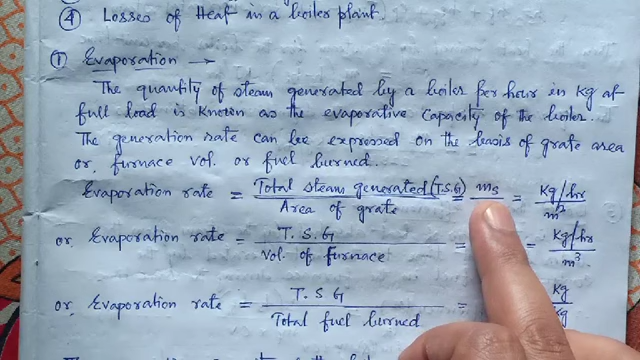 ④ Losses of Heat in a boiler plant.
① Evaporation →
The quantity of steam generated by a boiler per hour in Kg at
full load is known as the evaporative capacity of the boiler.
The generation rate can be expressed on the basis of grate area
or, furnace vol. or fuel burned.
Evaporation rate = Total steam generated (T.S.G) / Area of grate = ms = Kg/hr / m²
or, Evaporation rate = T.S.G / Vol. of furnace = = Kg/hr / m³
or, Evaporation rate = T.S.G / Total fuel burned = Kg / Kg